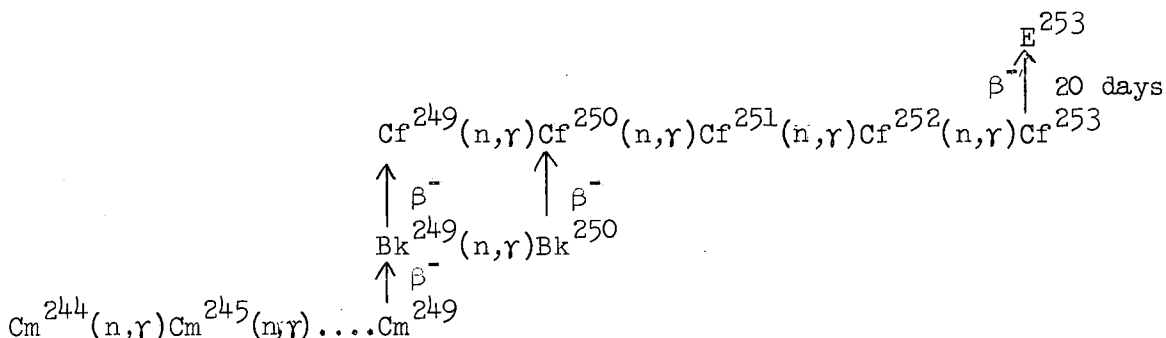 E²⁵³
β⁻ 20 days
Cf²⁴⁹(n,γ)Cf²⁵⁰(n,γ)Cf²⁵¹(n,γ)Cf²⁵²(n,γ)Cf²⁵³
β⁻ β⁻
Bk²⁴⁹(n,γ)Bk²⁵⁰
β⁻
Cm²⁴⁴(n,γ)Cm²⁴⁵(n,γ)....Cm²⁴⁹